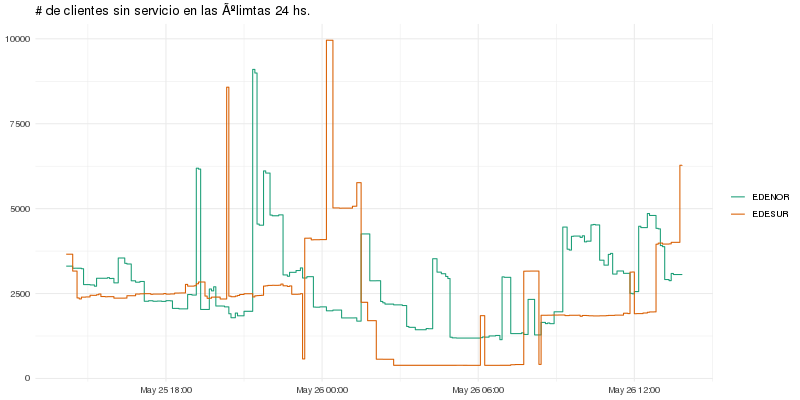 # de clientes sin servicio en las Ãºlimtas 24 hs.
10000
7500
5000
2500
0
May 25 18:00
May 26 00:00
May 26 06:00
May 26 12:00
EDENOR
EDESUR